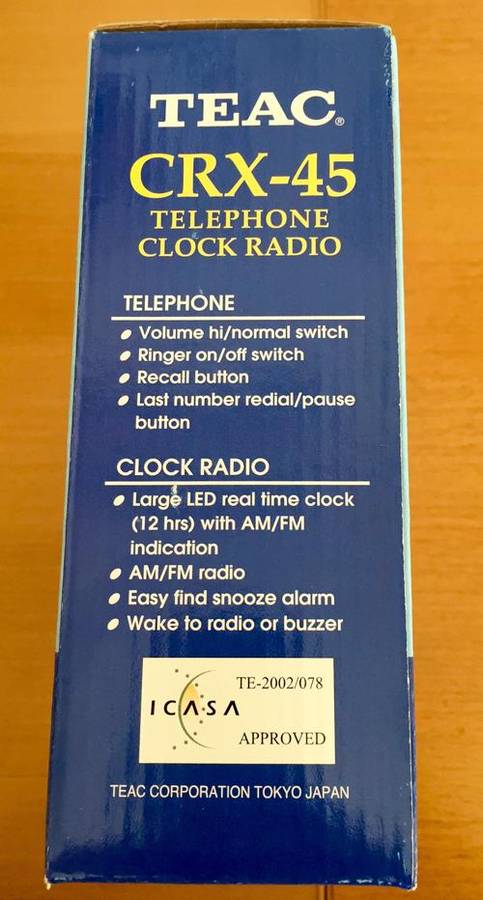 TEAC®
CRX-45
TELEPHONE
CLOCK RADIO
TELEPHONE
● Volume hi/normal switch
● Ringer on/off switch
● Recall button
● Last number redial/pause
button
CLOCK RADIO
● Large LED real time clock
(12 hrs) with AM/FM
indication
● AM/FM radio
● Easy find snooze alarm
● Wake to radio or buzzer
TE-2002/078
ICASA
APPROVED
TEAC CORPORATION TOKYO JAPAN